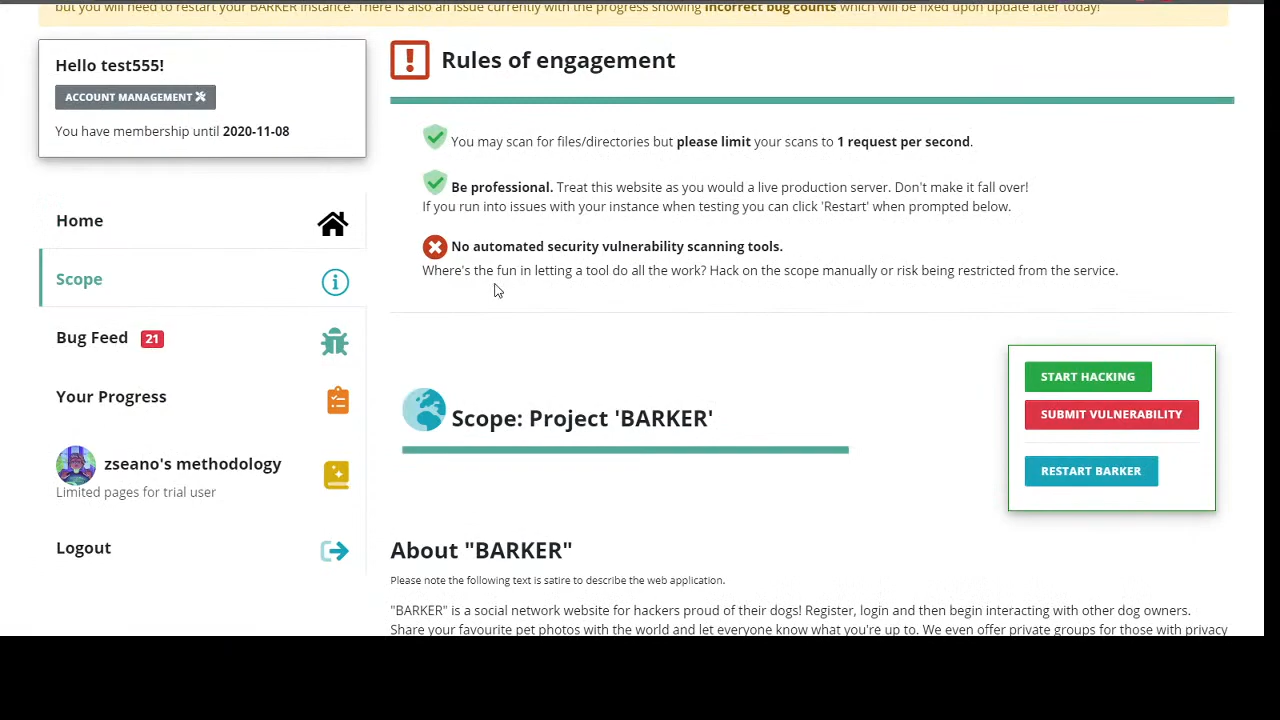 but you will need to restart your BARKER instance. There is also an issue currently with the progress showing incorrect bug counts which will be fixed upon update later today!
Hello test555!
ACCOUNT MANAGEMENT
You have membership until 2020-11-08
Home
Scope
Bug Feed 21
Your Progress
zseano's methodology
Limited pages for trial user
Logout
Rules of engagement
You may scan for files/directories but please limit your scans to 1 request per second.
Be professional. Treat this website as you would a live production server. Don't make it fall over!
If you run into issues with your instance when testing you can click 'Restart' when prompted below.
No automated security vulnerability scanning tools.
Where's the fun in letting a tool do all the work? Hack on the scope manually or risk being restricted from the service.
Scope: Project 'BARKER'
START HACKING
SUBMIT VULNERABILITY
RESTART BARKER
About "BARKER"
Please note the following text is satire to describe the web application.
"BARKER" is a social network website for hackers proud of their dogs! Register, login and then begin interacting with other dog owners.
Share your favourite pet photos with the world and let everyone know what you're up to. We even offer private groups for those with privacy